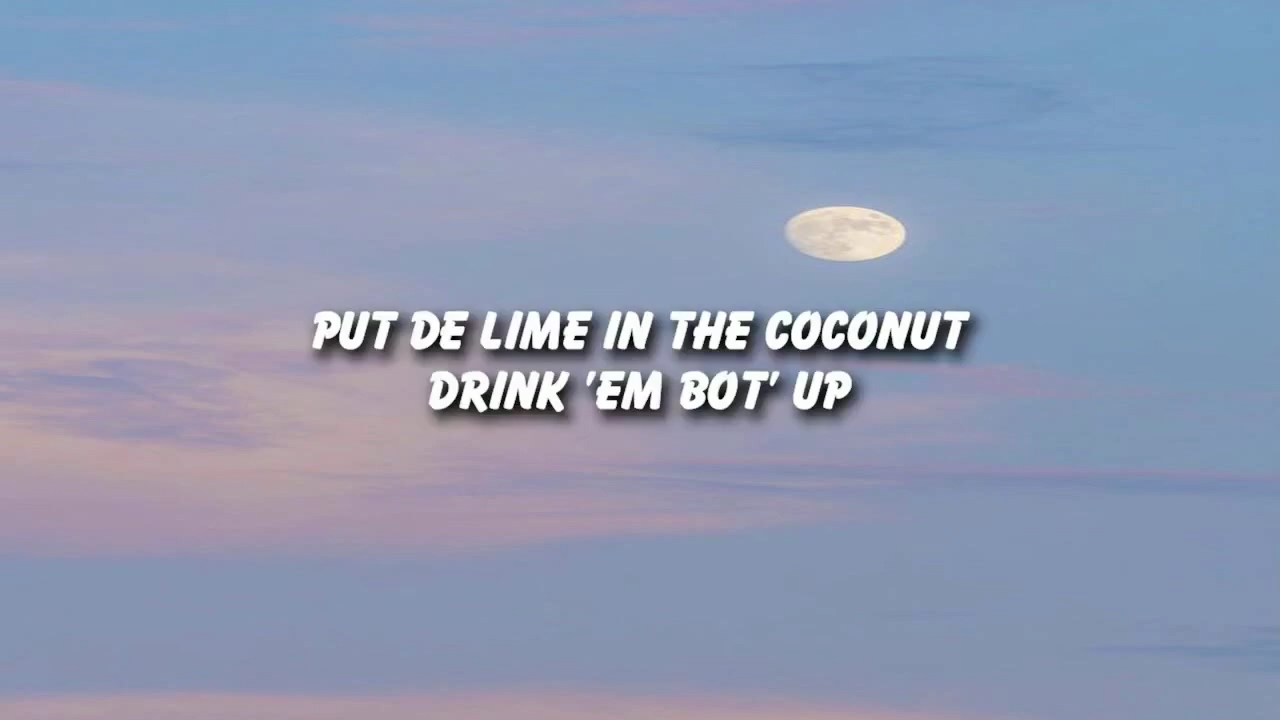 PUT DE LIME IN THE COCONUT
DRINK 'EM BOT' UP